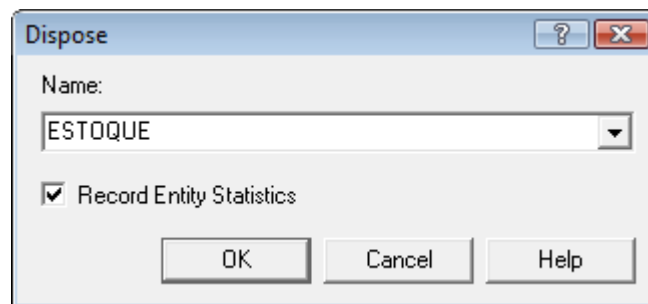 Dispose
Name:
ESTOQUE
Record Entity Statistics
OK Cancel Help